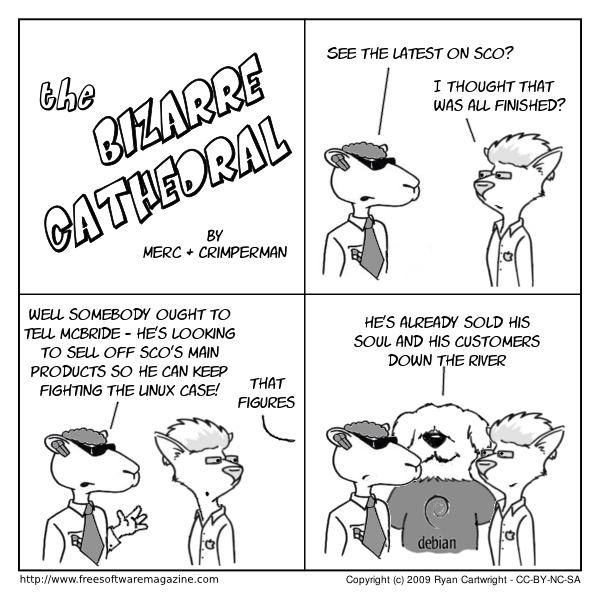 the
BIZARRE
CATHEDRAL
BY
MERC + CRIMPERMAN
SEE THE LATEST ON SCO?
I THOUGHT THAT
WAS ALL FINISHED?
WELL SOMEBODY OUGHT TO
TELL MCBRIDE - HE'S LOOKING
TO SELL OFF SCO'S MAIN
PRODUCTS SO HE CAN KEEP
FIGHTING THE LINUX CASE!
THAT
FIGURES
HE'S ALREADY SOLD HIS
SOUL AND HIS CUSTOMERS
DOWN THE RIVER
debian
http://www.freesoftwaremagazine.com
Copyright (c) 2009 Ryan Cartwright - CC-BY-NC-SA